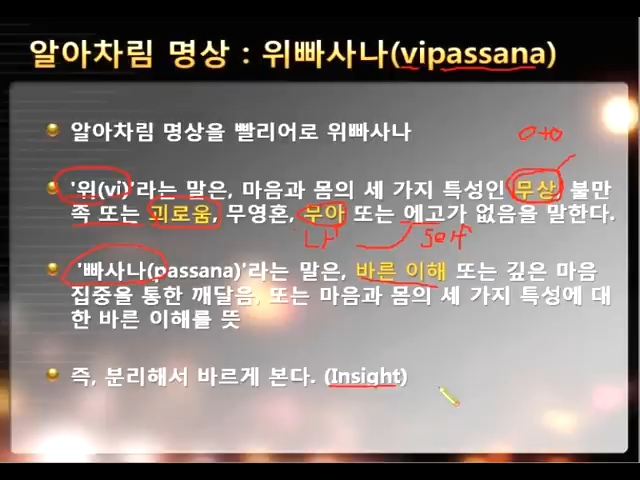 알아차림 명상 : 위빠사나(vipassana)
알아차림 명상을 빨리어로 위빠사나
'위(vi)'라는 말은, 마음과 몸의 세 가지 특성인 무상, 불만
족 또는 괴로움, 무영혼, 무아 또는 에고가 없음을 말한다.
나 self
'빠사나(passana)'라는 말은, 바른 이해 또는 깊은 마음
집중을 통한 깨달음, 또는 마음과 몸의 세 가지 특성에 대
한 바른 이해를 뜻
즉, 분리해서 바르게 본다. (Insight)